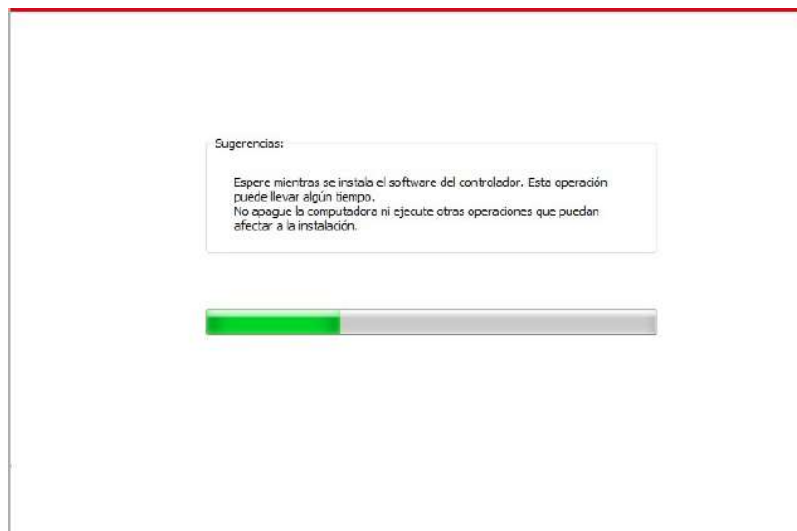 Sugerencias:
Espere mientras se instala el software del controlador. Esta operación
puede llevar algún tiempo.
No apague la computadora ni ejecute otras operaciones que puedan
afectar a la instalación.